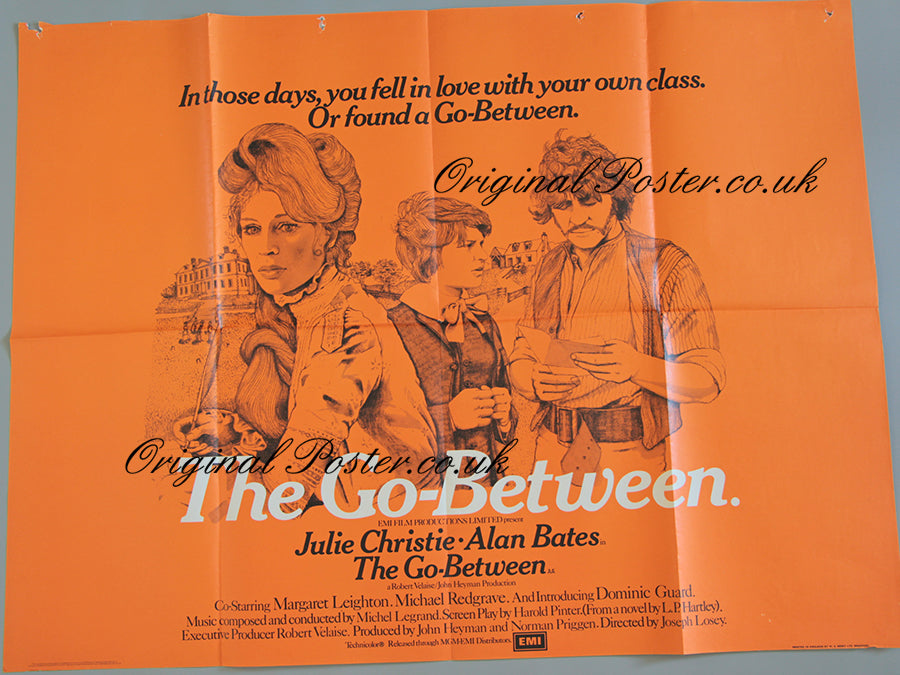 In those days, you fell in love with your own class.
Or found a Go-Between.
Original Poster.co.uk
Original Poster.co.uk
The Go-Between.
EMI FILM PRODUCTIONS LIMITED present
Julie Christie · Alan Bates in
The Go-Between
a Robert Velaise/John Heyman Production
Co-Starring Margaret Leighton. Michael Redgrave. And Introducing Dominic Guard.
Music composed and conducted by Michel Legrand. Screen Play by Harold Pinter. (From a novel by L.P. Hartley).
Executive Producer Robert Velaise. Produced by John Heyman and Norman Priggen. Directed by Joseph Losey.
Technicolor® Released through MGM-EMI Distributors. EMI